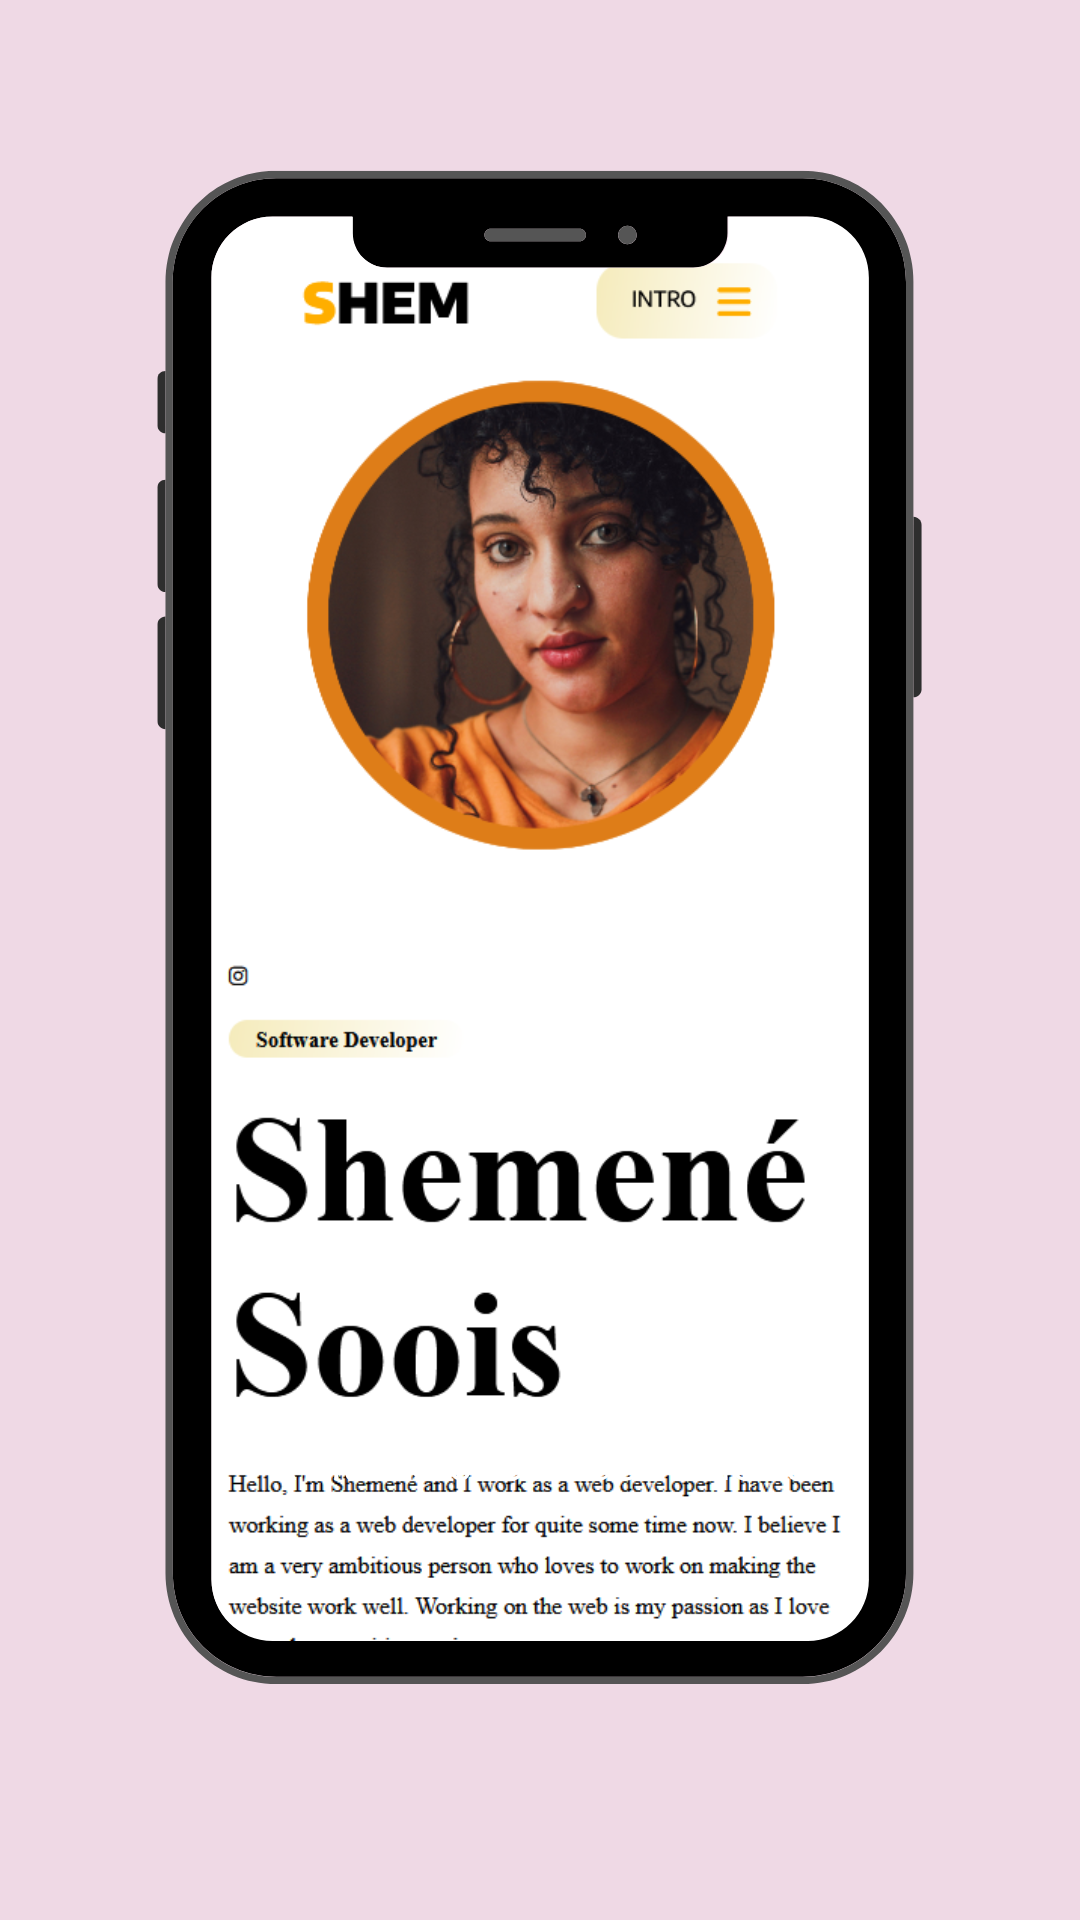 SHEM
INTRO
Software Developer
Shemené
Soois
Hello, I'm Shemené and I work as a web developer. I have been
working as a web developer for quite some time now. I believe I
am a very ambitious person who loves to work on making the
website work well. Working on the web is my passion as I love